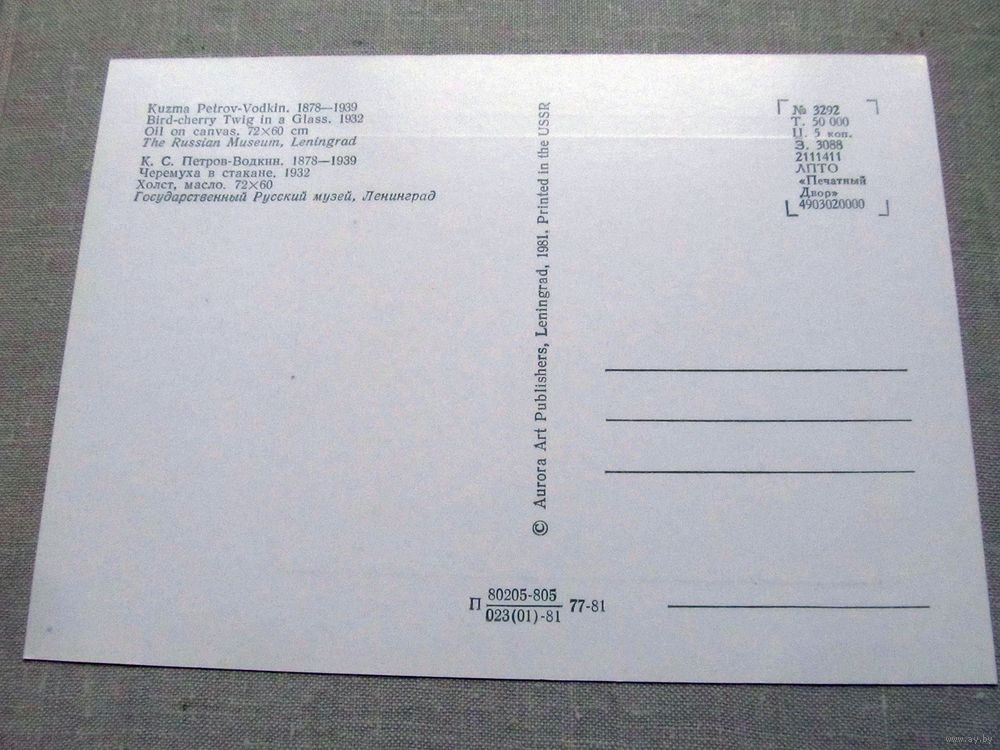 Kuzma Petrov-Vodkin. 1878—1939
Bird-cherry Twig in a Glass. 1932
Oil on canvas. 72×60 cm
The Russian Museum, Leningrad
К. С. Петров-Водкин. 1878—1939
Черемуха в стакане. 1932
Холст, масло. 72×60
Государственный Русский музей, Ленинград
© Aurora Art Publishers, Leningrad, 1981. Printed in the USSR
№ 3292
Т. 50 000
Ц. 5 коп.
З. 3088
2111411
ЛПТО
«Печатный
Двор»
4903020000
П 80205-805 77-81
023(01)-81
www.ay.by